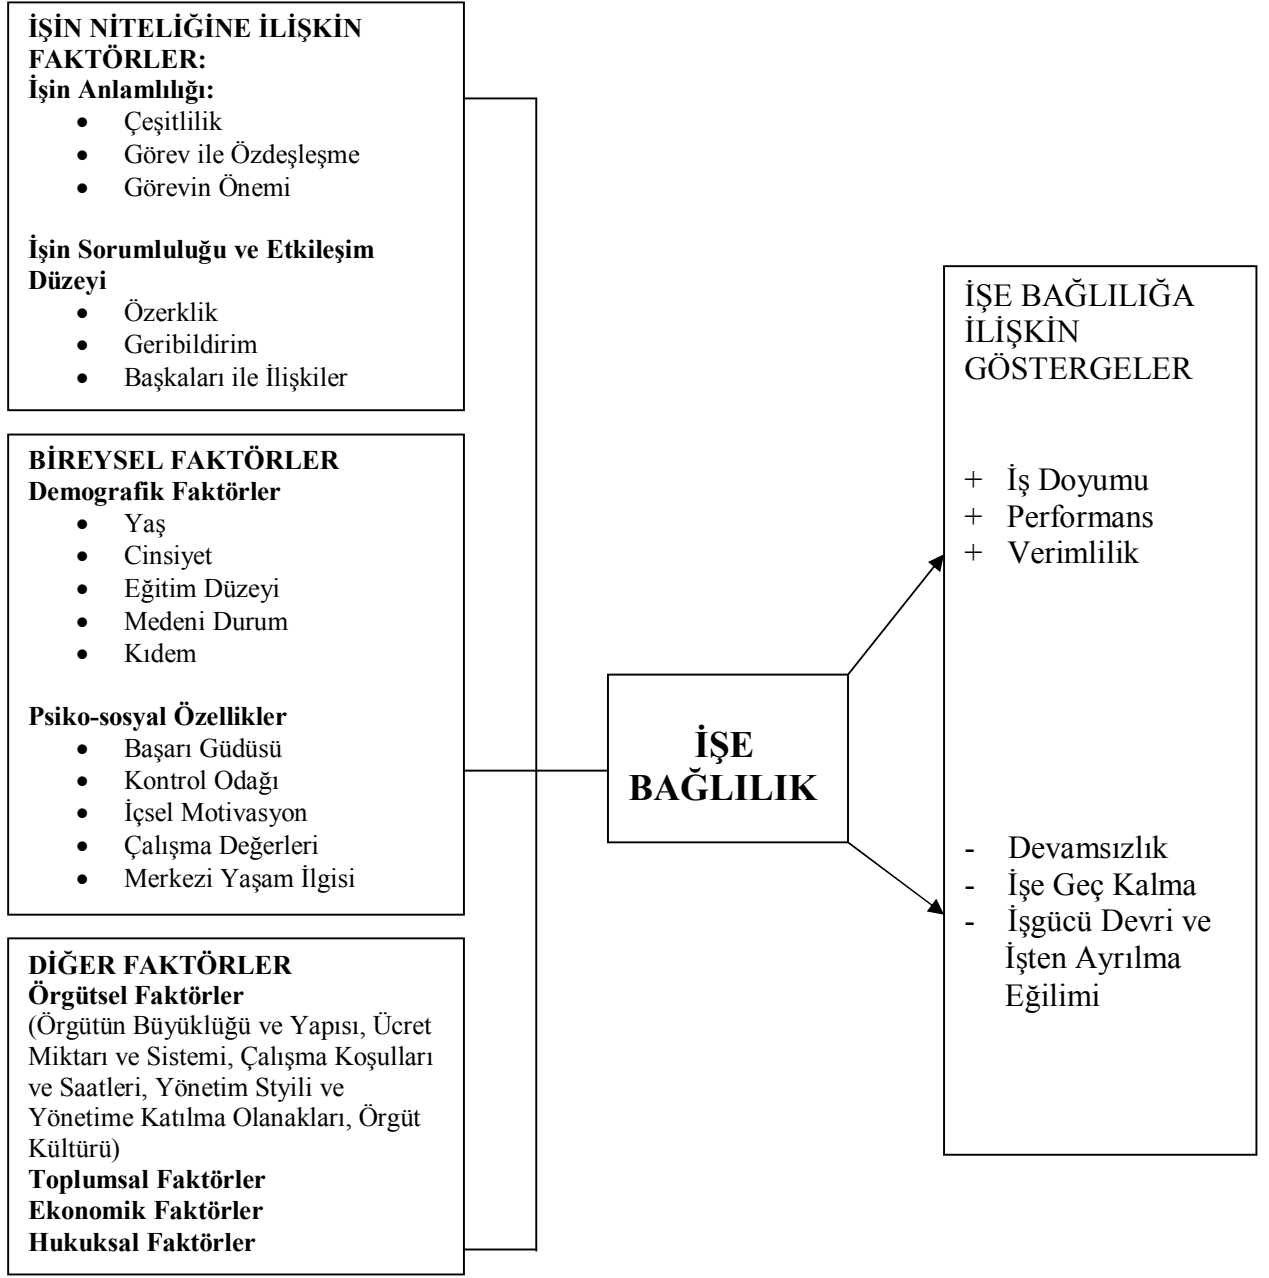 İŞİN NİTELİĞİNE İLİŞKİN
FAKTÖRLER:
İşin Anlamlılığı:
• Çeşitlilik
• Görev ile Özdeşleşme
• Görevin Önemi
İşin Sorumluluğu ve Etkileşim
Düzeyi
• Özerklik
• Geribildirim
• Başkaları ile İlişkiler
BİREYSEL FAKTÖRLER
Demografik Faktörler
• Yaş
• Cinsiyet
• Eğitim Düzeyi
• Medeni Durum
• Kıdem
Psiko-sosyal Özellikler
• Başarı Güdüsü
• Kontrol Odağı
• İçsel Motivasyon
• Çalışma Değerleri
• Merkezi Yaşam İlgisi
DİĞER FAKTÖRLER
Örgütsel Faktörler
(Örgütün Büyüklüğü ve Yapısı, Ücret
Miktarı ve Sistemi, Çalışma Koşulları
ve Saatleri, Yönetim Styili ve
Yönetime Katılma Olanakları, Örgüt
Kültürü)
Toplumsal Faktörler
Ekonomik Faktörler
Hukuksal Faktörler
İŞE
BAĞLILIK
İŞE BAĞLILIĞA
İLİŞKİN
GÖSTERGELER
+ İş Doyumu
+ Performans
+ Verimlilik
- Devamsızlık
- İşe Geç Kalma
- İşgücü Devri ve
İşten Ayrılma
Eğilimi